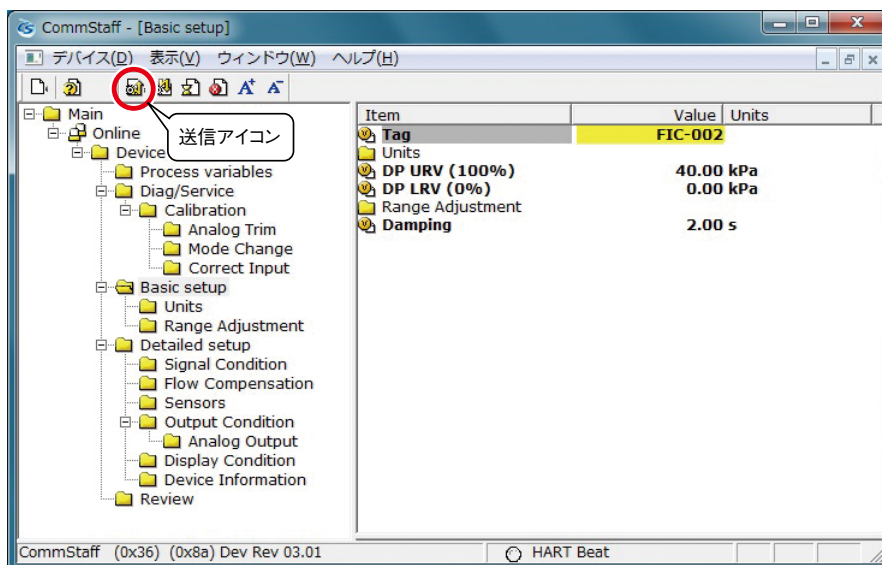 CommStaff - [Basic setup]
デバイス(D) 表示(V) ウィンドウ(W) ヘルプ(H)
送信アイコン
Main
Online
Device
Process variables
Diag/Service
Calibration
Analog Trim
Mode Change
Correct Input
Basic setup
Units
Range Adjustment
Detailed setup
Signal Condition
Flow Compensation
Sensors
Output Condition
Analog Output
Display Condition
Device Information
Review
Item Value Units
Tag FIC-002
Units
DP URV (100%) 40.00 kPa
DP LRV (0%) 0.00 kPa
Range Adjustment
Damping 2.00 s
CommStaff (0x36) (0x8a) Dev Rev 03.01 HART Beat